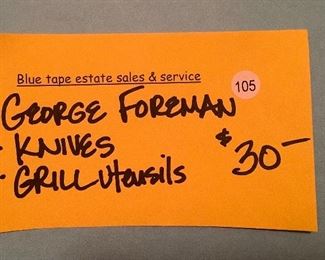 Blue tape estate sales & service
105
GEORGE FOREMAN
- KNIVES $30-
- GRILL Utensils